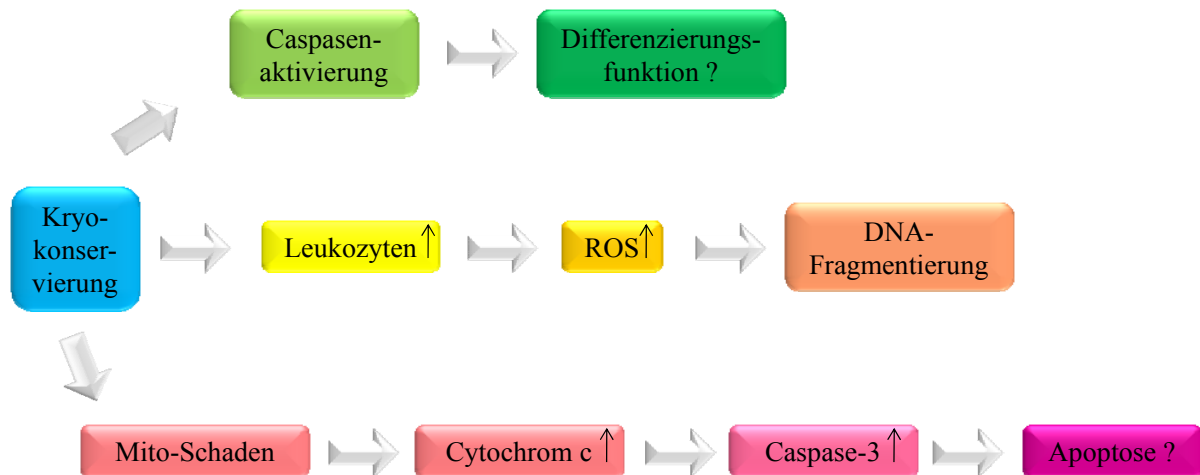 Caspasen-
aktivierung
Differenzierungs-
funktion ?
Kryo-
konser-
vierung
Leukozyten ↑
ROS ↑
DNA-
Fragmentierung
Mito-Schaden
Cytochrom c ↑
Caspase-3 ↑
Apoptose ?